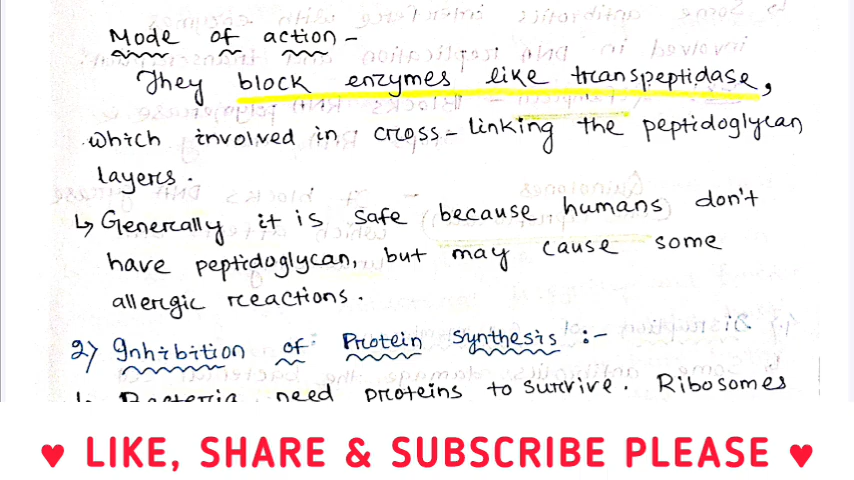 Mode of action -
They block enzymes like transpeptidase,
which involved in cross-linking the peptidoglycan
layers.
↳ Generally it is safe because humans don't
have peptidoglycan, but may cause some
allergic reactions.
2) Inhibition of Protein Synthesis :-
↳ Bacteria need proteins to survive. Ribosomes
♥ LIKE, SHARE & SUBSCRIBE PLEASE ♥